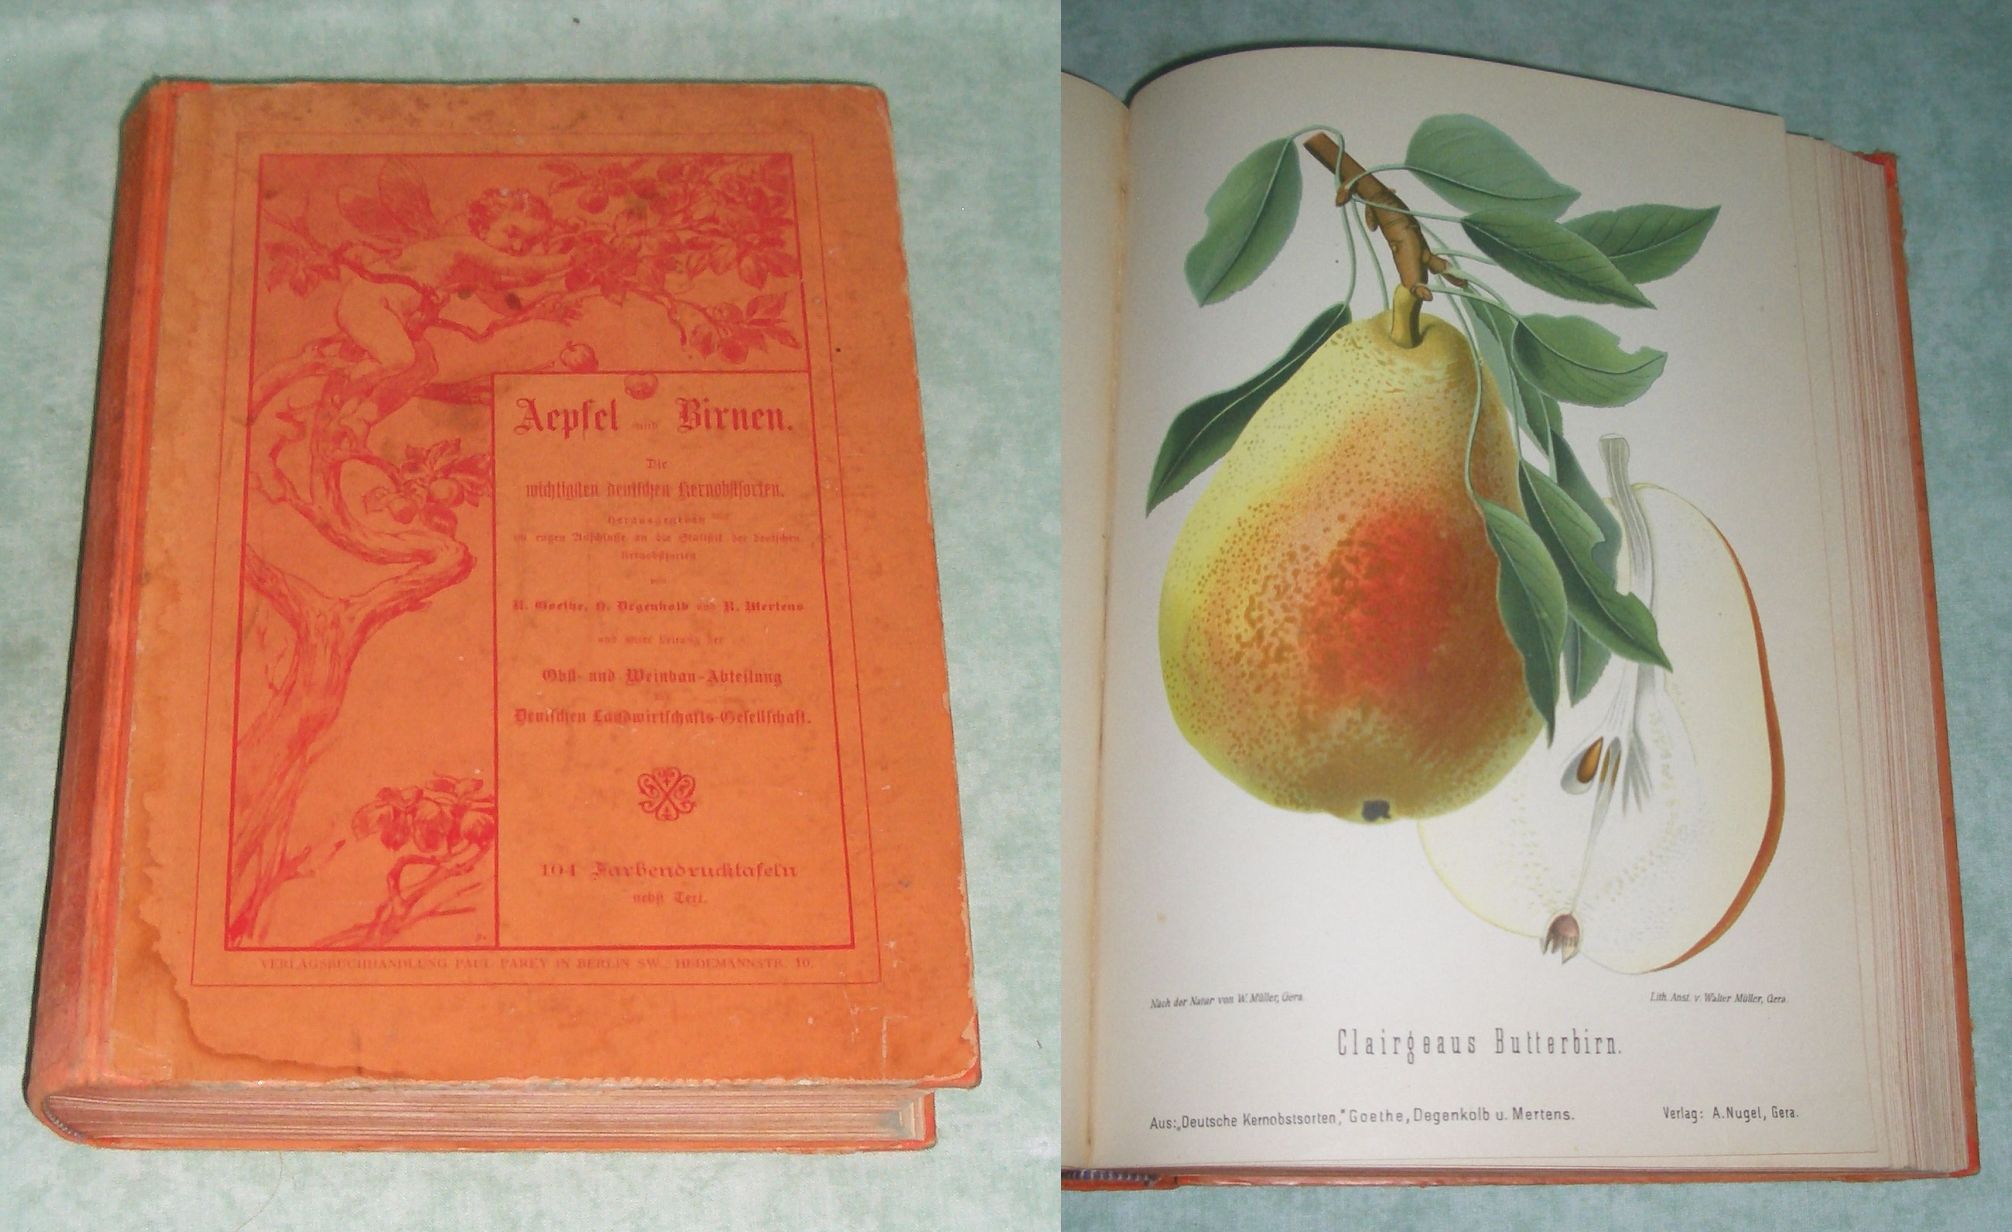 Aepfel und Birnen.
Die
wichtigsten deutschen Kernobstsorten.
Herausgegeben
im engen Anschlusse an die Statistik der deutschen
Kernobstsorten
von
R. Goethe, H. Degenkolb und R. Mertens
und unter Leitung der
Obst- und Weinbau-Abteilung
der
Deutschen Landwirtschafts-Gesellschaft.
104 Farbendrucktafeln
nebst Text.
VERLAGSBUCHHANDLUNG PAUL PAREY IN BERLIN SW., HEDEMANNSTR. 10.
Nach der Natur von W. Müller, Gera.
Lith. Anst. v. Walter Müller, Gera.
Clairgeaus Butterbirn.
Aus: „Deutsche Kernobstsorten,“ Goethe, Degenkolb u. Mertens.
Verlag: A. Nugel, Gera.